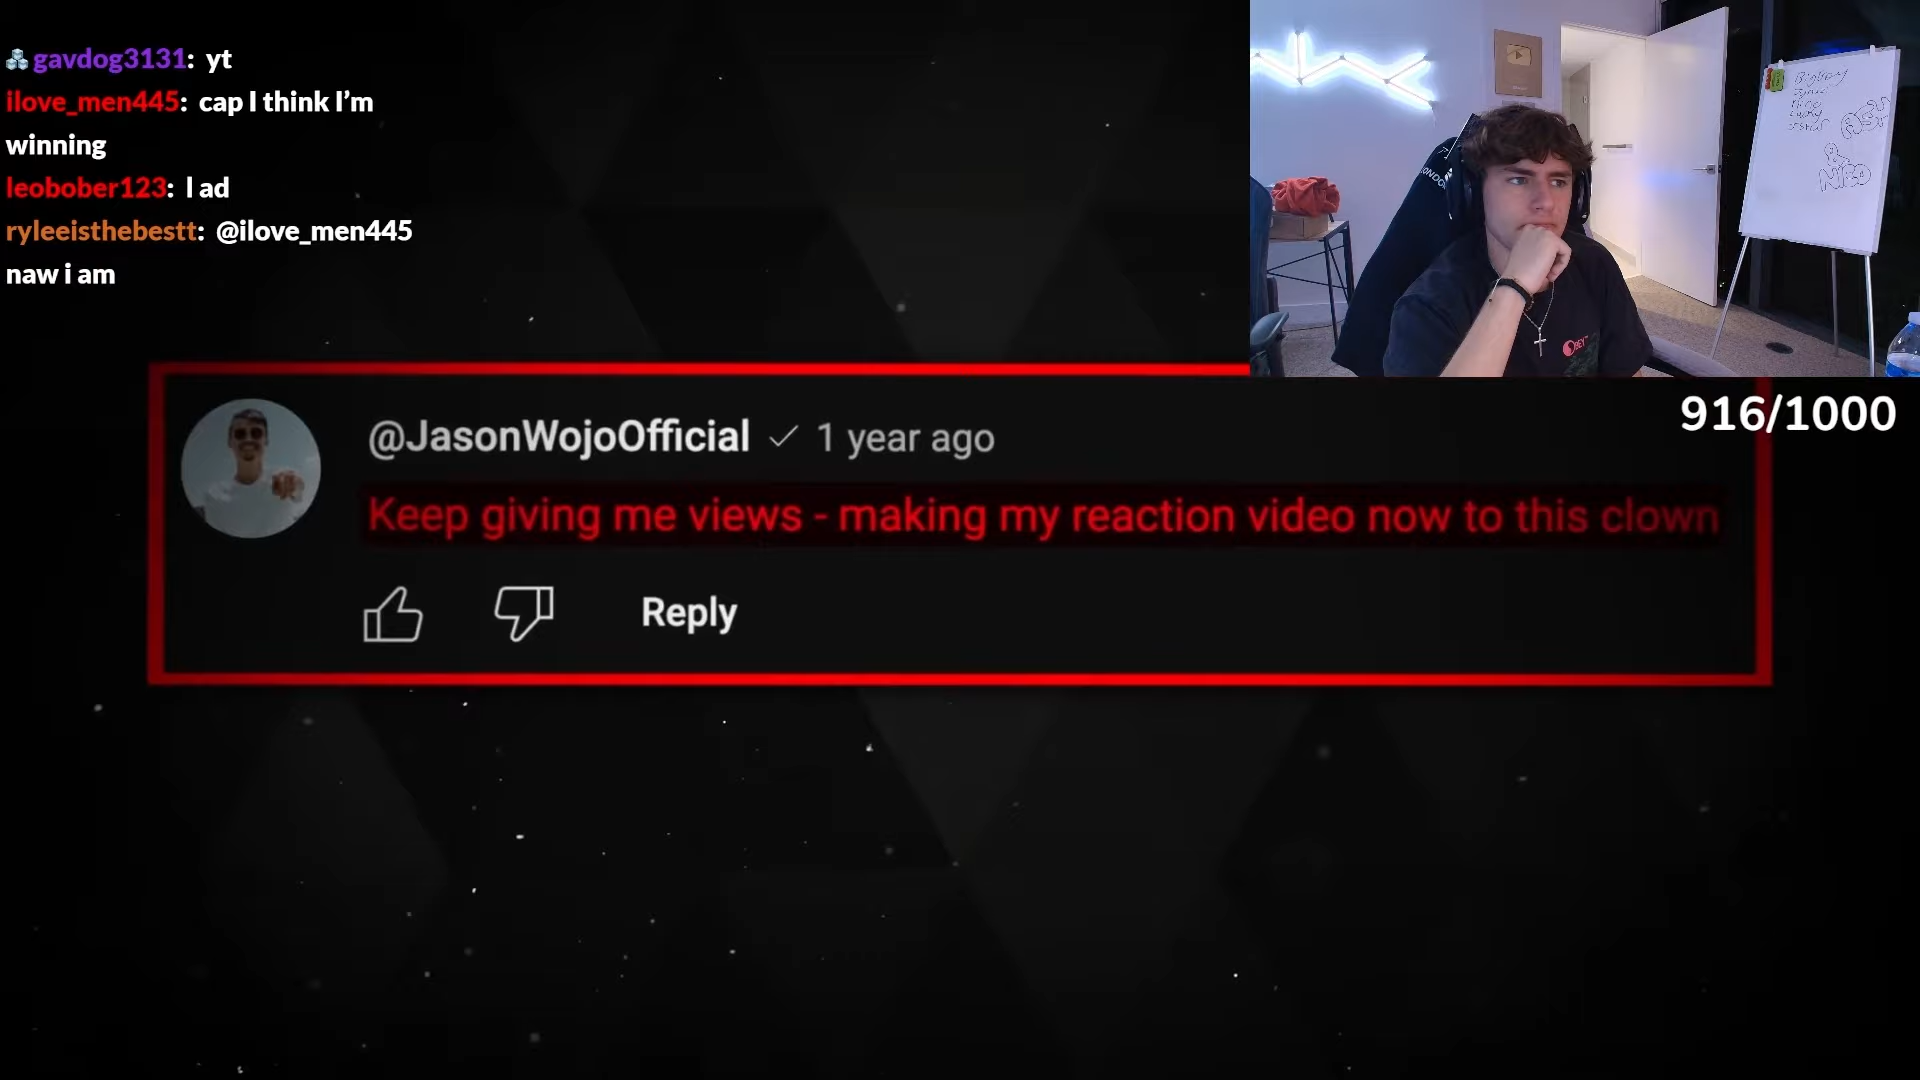 gavdog3131: yt
ilove_men445: cap I think I'm
winning
leobober123: I ad
ryleeisthebestt: @ilove_men445
naw i am
916/1000
@JasonWojoOfficial 1 year ago
Keep giving me views - making my reaction video now to this clown
Reply